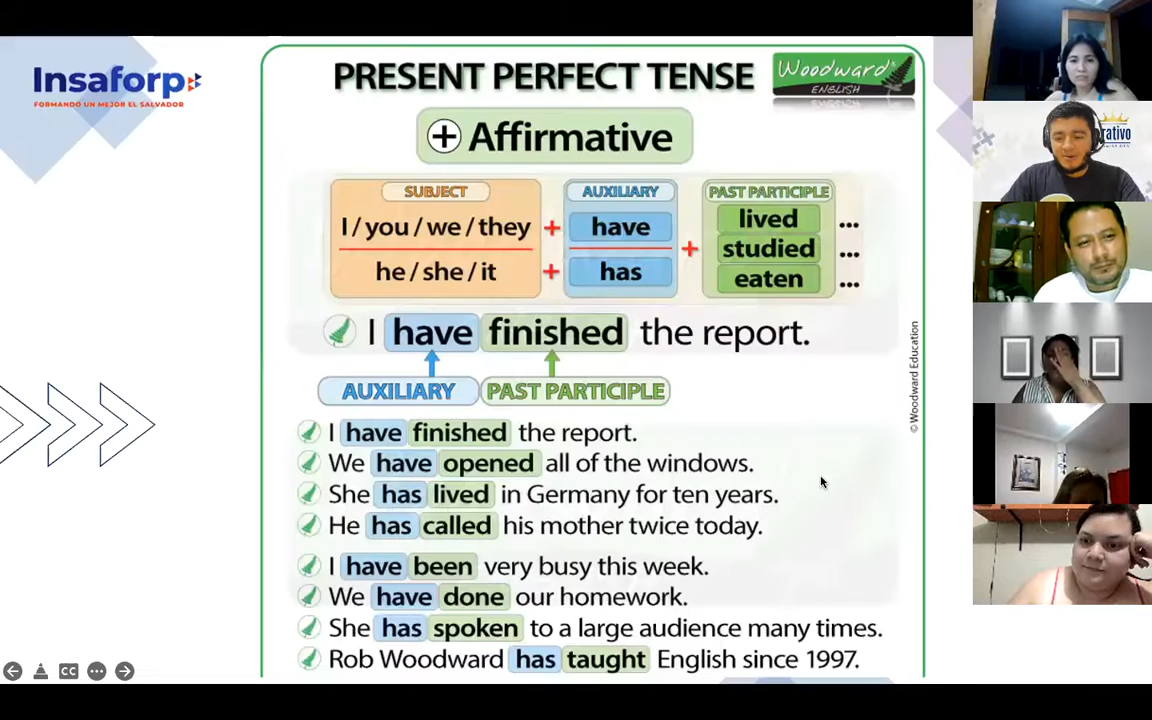 Insaforp
FORMANDO UN MEJOR EL SALVADOR
PRESENT PERFECT TENSE
Woodward®
ENGLISH
+ Affirmative
SUBJECT
AUXILIARY
PAST PARTICIPLE
I / you / we / they + have
he / she / it + has
+
lived ...
studied ...
eaten ...
I have finished the report.
AUXILIARY
PAST PARTICIPLE
I have finished the report.
We have opened all of the windows.
She has lived in Germany for ten years.
He has called his mother twice today.
I have been very busy this week.
We have done our homework.
She has spoken to a large audience many times.
Rob Woodward has taught English since 1997.
© Woodward Education
CC
rativo